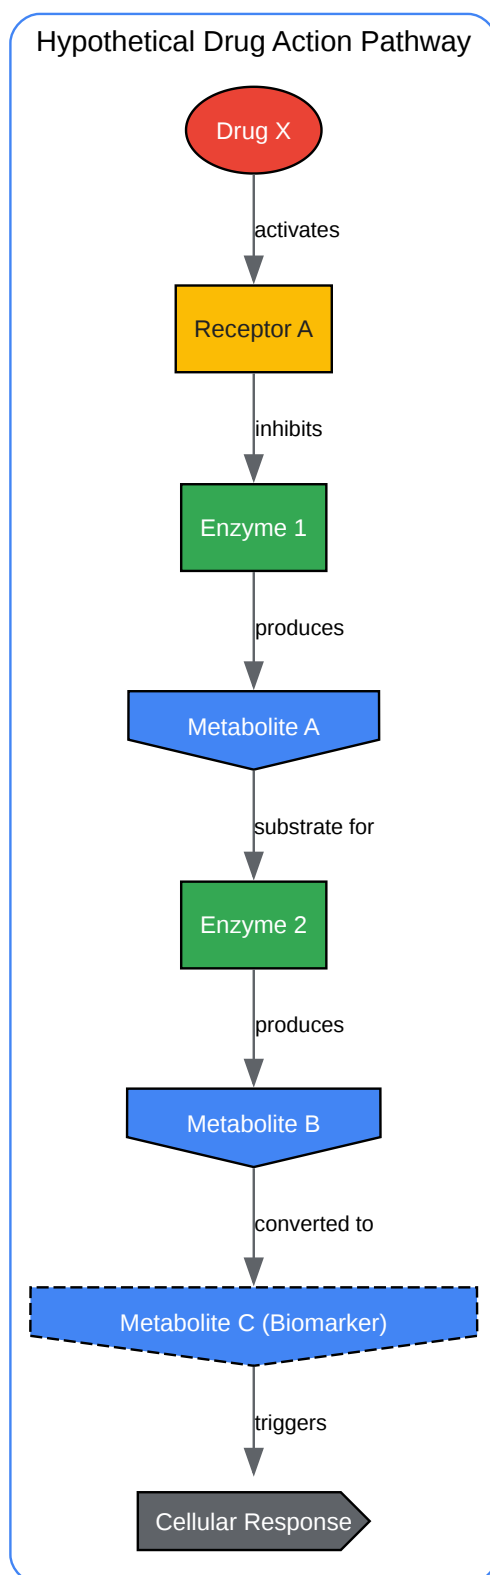 Hypothetical Drug Action Pathway
Drug X
activates
Receptor A
inhibits
Enzyme 1
produces
Metabolite A
substrate for
Enzyme 2
produces
Metabolite B
converted to
Metabolite C (Biomarker)
triggers
Cellular Response